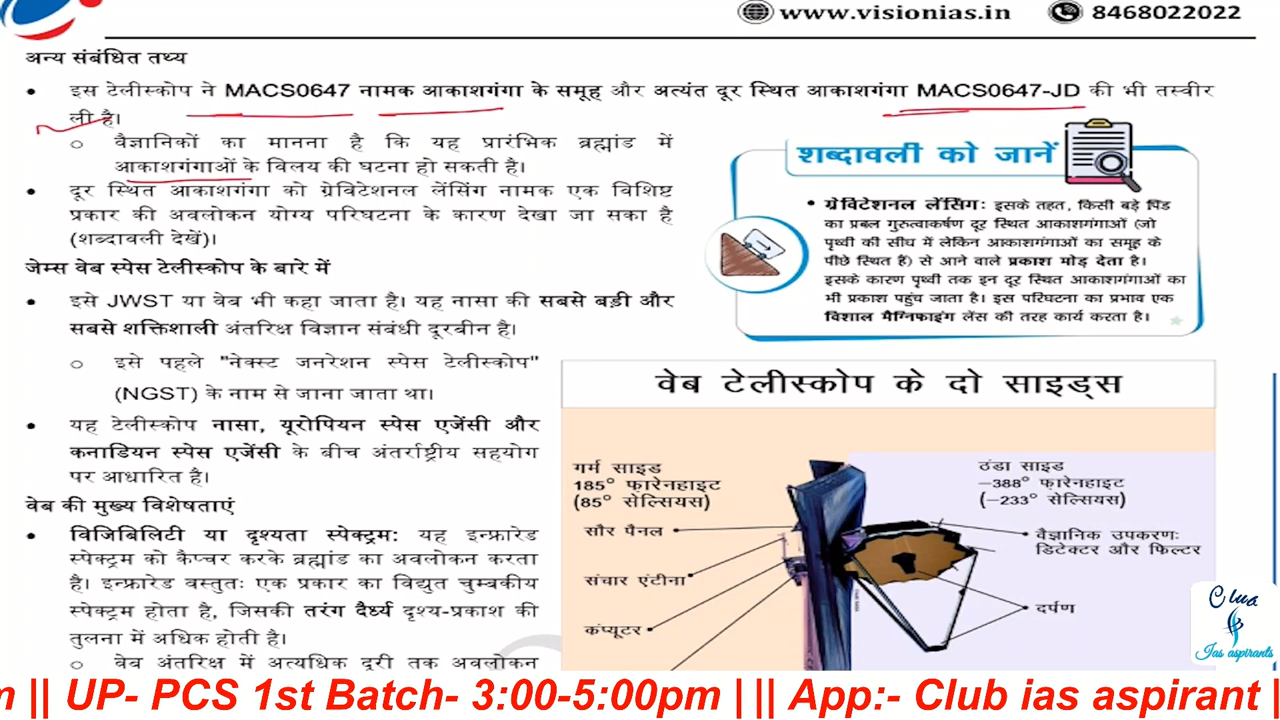 www.visionias.in 8468022022
अन्य संबंधित तथ्य
• इस टेलीस्कोप ने MACS0647 नामक आकाशगंगा के समूह और अत्यंत दूर स्थित आकाशगंगा MACS0647-JD की भी तस्वीर
ली है।
o वैज्ञानिकों का मानना है कि यह प्रारंभिक ब्रह्मांड में
आकाशगंगाओं के विलय की घटना हो सकती है।
• दूर स्थित आकाशगंगा को ग्रेविटेशनल लेंसिंग नामक एक विशिष्ट
प्रकार की अवलोकन योग्य परिघटना के कारण देखा जा सका है
(शब्दावली देखें)।
जेम्स वेब स्पेस टेलीस्कोप के बारे में
• इसे JWST या वेब भी कहा जाता है। यह नासा की सबसे बड़ी और
सबसे शक्तिशाली अंतरिक्ष विज्ञान संबंधी दूरबीन है।
o इसे पहले "नेक्स्ट जनरेशन स्पेस टेलीस्कोप"
(NGST) के नाम से जाना जाता था।
• यह टेलीस्कोप नासा, यूरोपियन स्पेस एजेंसी और
कनाडियन स्पेस एजेंसी के बीच अंतर्राष्ट्रीय सहयोग
पर आधारित है।
वेब की मुख्य विशेषताएं
• विजिबिलिटी या दृश्यता स्पेक्ट्रम: यह इन्फ्रारेड
स्पेक्ट्रम को कैप्चर करके ब्रह्मांड का अवलोकन करता
है। इन्फ्रारेड वस्तुतः एक प्रकार का विद्युत चुम्बकीय
स्पेक्ट्रम होता है, जिसकी तरंग दैर्ध्य दृश्य-प्रकाश की
तुलना में अधिक होती है।
o वेब अंतरिक्ष में अत्यधिक दूरी तक अवलोकन
शब्दावली को जानें
• ग्रेविटेशनल लेंसिंग: इसके तहत, किसी बड़े पिंड
का प्रबल गुरुत्वाकर्षण दूर स्थित आकाशगंगाओं (जो
पृथ्वी की सीध में लेकिन आकाशगंगाओं का समूह के
पीछे स्थित हैं) से आने वाले प्रकाश मोड़ देता है।
इसके कारण पृथ्वी तक इन दूर स्थित आकाशगंगाओं का
भी प्रकाश पहुंच जाता है। इस परिघटना का प्रभाव एक
विशाल मैग्निफाइंग लेंस की तरह कार्य करता है।
वेब टेलीस्कोप के दो साइड्स
गर्म साइड
185° फ़ारेनहाइट
(85° सेल्सियस)
सौर पैनल
संचार एंटीना
कंप्यूटर
ठंडा साइड
−388° फ़ारेनहाइट
(−233° सेल्सियस)
वैज्ञानिक उपकरण:
डिटेक्टर और फिल्टर
दर्पण
Club
Ias aspirants
m || UP- PCS 1st Batch- 3:00-5:00pm | || App:- Club ias aspirant |